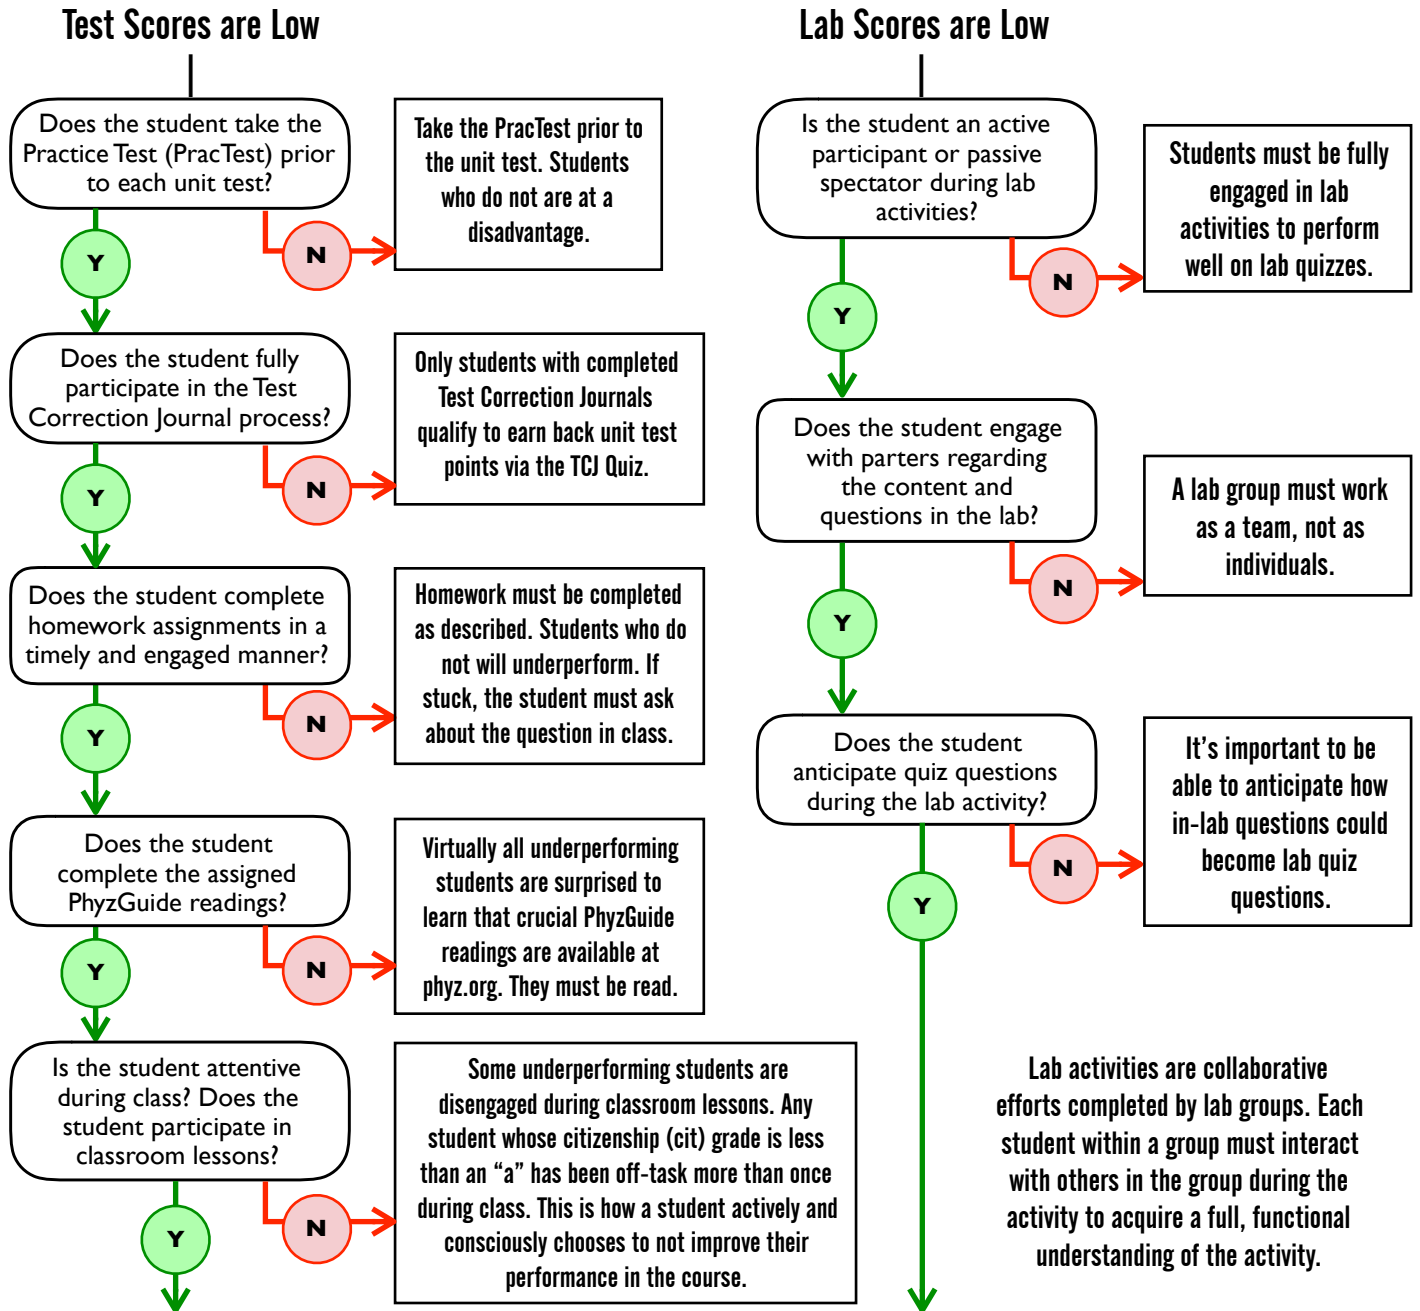 Test Scores are Low
Does the student take the
Practice Test (PracTest) prior
to each unit test?
Y
N
Take the PracTest prior to
the unit test. Students
who do not are at a
disadvantage.
Does the student fully
participate in the Test
Correction Journal process?
Y
N
Only students with completed
Test Correction Journals
qualify to earn back unit test
points via the TCJ Quiz.
Does the student complete
homework assignments in a
timely and engaged manner?
Y
N
Homework must be completed
as described. Students who do
not will underperform. If
stuck, the student must ask
about the question in class.
Does the student
complete the assigned
PhyzGuide readings?
Y
N
Virtually all underperforming
students are surprised to
learn that crucial PhyzGuide
readings are available at
phyz.org. They must be read.
Is the student attentive
during class? Does the
student participate in
classroom lessons?
Y
N
Some underperforming students are
disengaged during classroom lessons. Any
student whose citizenship (cit) grade is less
than an “a” has been off-task more than once
during class. This is how a student actively and
consciously chooses to not improve their
performance in the course.
Lab Scores are Low
Is the student an active
participant or passive
spectator during lab
activities?
Y
N
Students must be fully
engaged in lab
activities to perform
well on lab quizzes.
Does the student engage
with parters regarding
the content and
questions in the lab?
Y
N
A lab group must work
as a team, not as
individuals.
Does the student
anticipate quiz questions
during the lab activity?
Y
N
It’s important to be
able to anticipate how
in-lab questions could
become lab quiz
questions.
Lab activities are collaborative
efforts completed by lab groups. Each
student within a group must interact
with others in the group during the
activity to acquire a full, functional
understanding of the activity.